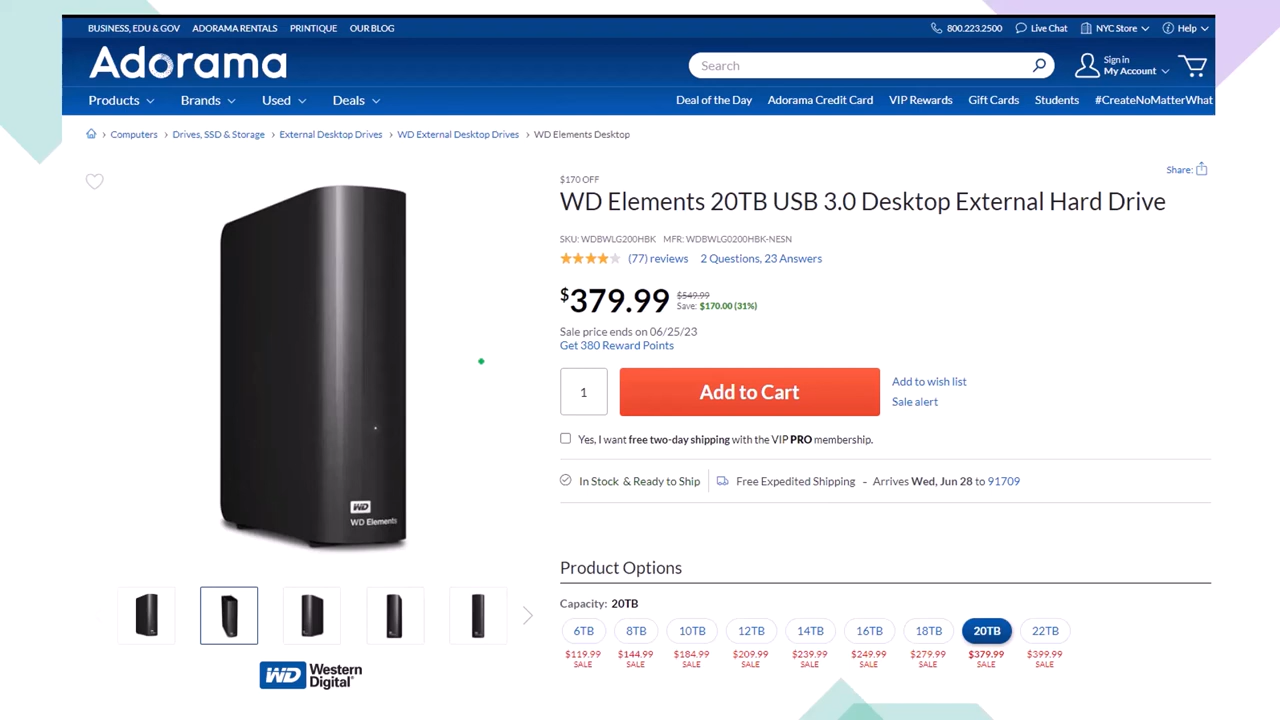 BUSINESS, EDU & GOV ADORAMA RENTALS PRINTIQUE OUR BLOG 800.223.2500 Live Chat NYC Store Help
Adorama Search Sign in
My Account
Products Brands Used Deals Deal of the Day Adorama Credit Card VIP Rewards Gift Cards Students #CreateNoMatterWhat
Computers > Drives, SSD & Storage > External Desktop Drives > WD External Desktop Drives > WD Elements Desktop
Share:
$170 OFF
WD Elements 20TB USB 3.0 Desktop External Hard Drive
SKU: WDBWLG200HBK MFR: WDBWLG0200HBK-NESN
(77) reviews 2 Questions, 23 Answers
$379.99 $549.99
Save: $170.00 (31%)
Sale price ends on 06/25/23
Get 380 Reward Points
1 Add to Cart Add to wish list
Sale alert
Yes, I want free two-day shipping with the VIP PRO membership.
In Stock & Ready to Ship Free Expedited Shipping - Arrives Wed, Jun 28 to 91709
WD
WD Elements
Product Options
Capacity: 20TB
6TB 8TB 10TB 12TB 14TB 16TB 18TB 20TB 22TB
$119.99 $144.99 $184.99 $209.99 $239.99 $249.99 $279.99 $379.99 $399.99
SALE SALE SALE SALE SALE SALE SALE SALE SALE
WD Western
Digital®